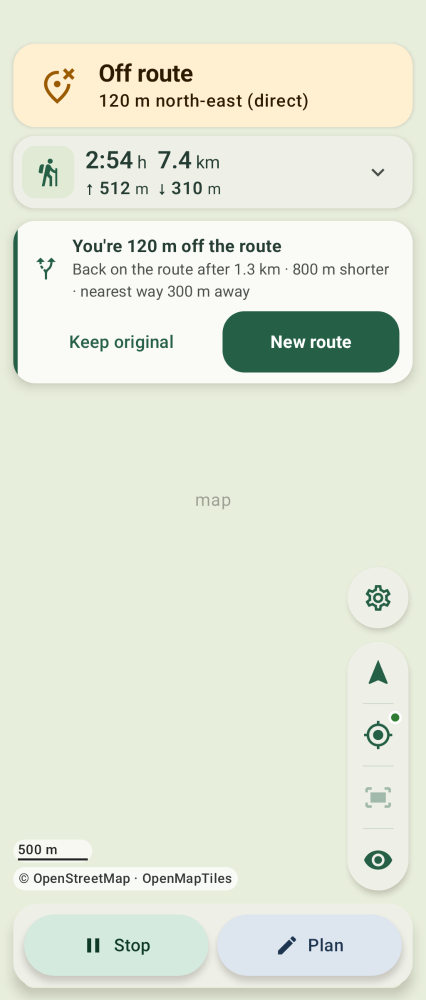 Off route
120 m north-east (direct)
2:54 h 7.4 km
↑ 512 m ↓ 310 m
You're 120 m off the route
Back on the route after 1.3 km · 800 m shorter
· nearest way 300 m away
Keep original
New route
map
500 m
© OpenStreetMap · OpenMapTiles
Stop
Plan